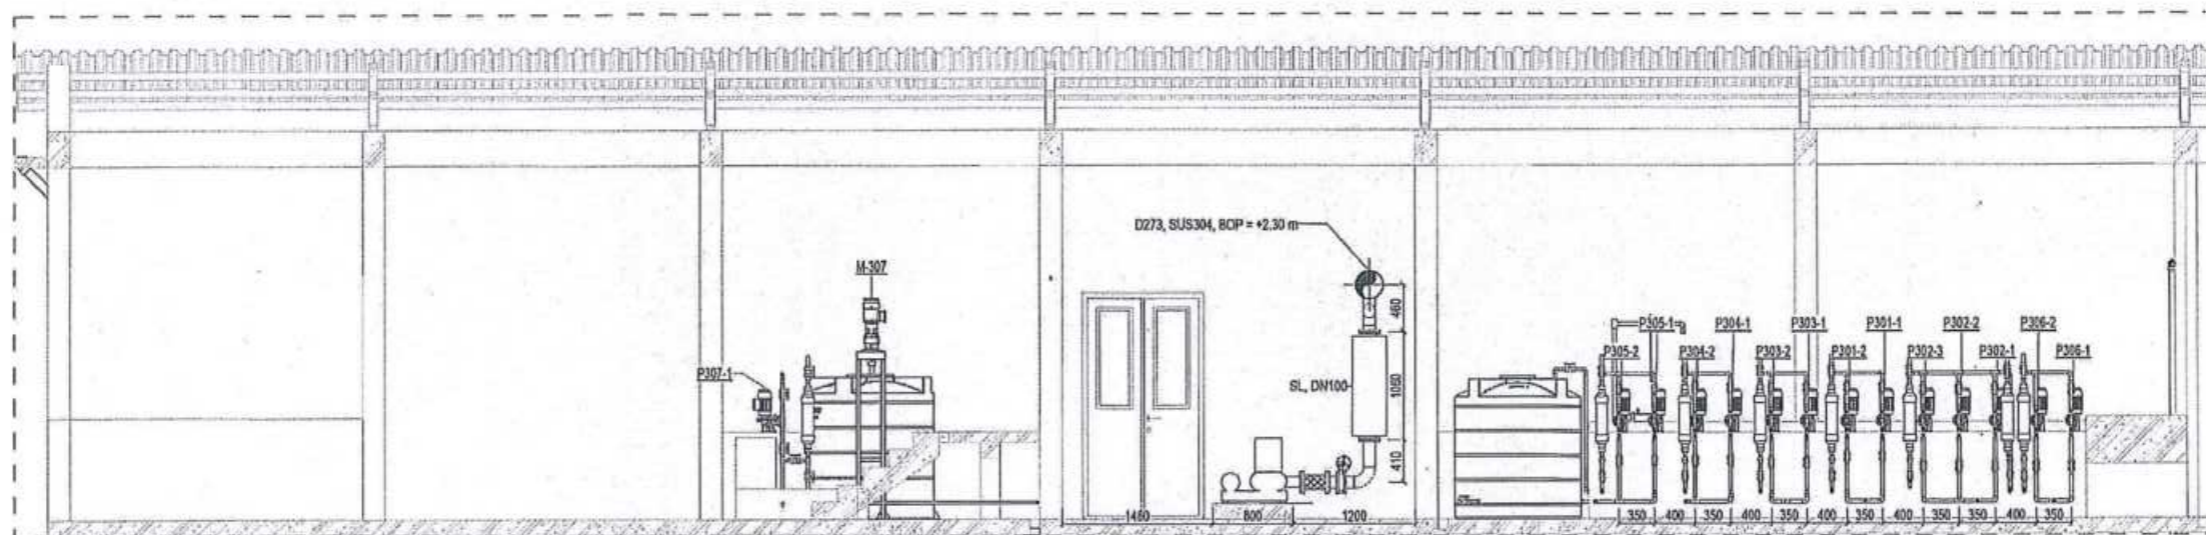 D273, SUS304, BOP = +2.30 m
M-307
P307-1
460
SL, DN100
1060
410
1460
800
1200
P305-1
P304-1
P303-1
P301-1
P302-2
P306-2
P305-2
P304-2
P303-2
P301-2
P302-3
P302-1
P306-1
350
400
350
400
350
400
350
400
350
350
400
350